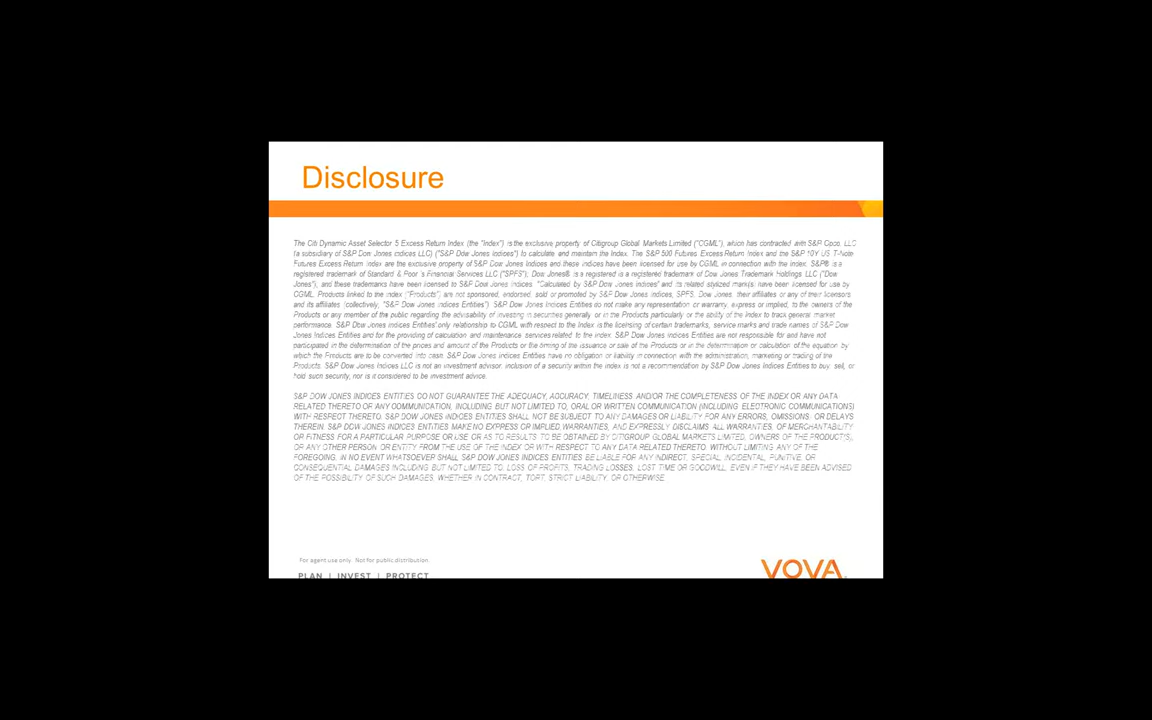 Disclosure
The Citi Dynamic Asset Selector 5 Excess Return Index (the "Index") is the exclusive property of Citigroup Global Markets Limited ("CGML"), which has contracted with S&P Opco, LLC
(a subsidiary of S&P Dow Jones Indices LLC) ("S&P Dow Jones Indices") to calculate and maintain the Index. The S&P 500 Futures Excess Return Index and the S&P 10Y US T-Note
Futures Excess Return Index are the exclusive property of S&P Dow Jones Indices and these indices have been licensed for use by CGML in connection with the Index. S&P® is a
registered trademark of Standard & Poor's Financial Services LLC ("SPFS"); Dow Jones® is a registered is a registered trademark of Dow Jones Trademark Holdings LLC ("Dow
Jones"), and these trademarks have been licensed to S&P Dow Jones Indices. "Calculated by S&P Dow Jones Indices" and its related stylized mark(s) have been licensed for use by
CGML. Products linked to the Index ("Products") are not sponsored, endorsed, sold or promoted by S&P Dow Jones Indices, SPFS, Dow Jones, their affiliates or any of their licensors
and its affiliates (collectively, "S&P Dow Jones Indices Entities"). S&P Dow Jones Indices Entities do not make any representation or warranty, express or implied, to the owners of the
Products or any member of the public regarding the advisability of investing in securities generally or in the Products particularly or the ability of the Index to track general market
performance. S&P Dow Jones Indices Entities' only relationship to CGML with respect to the Index is the licensing of certain trademarks, service marks and trade names of S&P Dow
Jones Indices Entities and for the providing of calculation and maintenance services related to the Index. S&P Dow Jones Indices Entities are not responsible for and have not
participated in the determination of the prices and amount of the Products or the timing of the issuance or sale of the Products or in the determination or calculation of the equation by
which the Products are to be converted into cash. S&P Dow Jones Indices Entities have no obligation or liability in connection with the administration, marketing or trading of the
Products. S&P Dow Jones Indices LLC is not an investment advisor. Inclusion of a security within the Index is not a recommendation by S&P Dow Jones Indices Entities to buy, sell, or
hold such security, nor is it considered to be investment advice.
S&P DOW JONES INDICES ENTITIES DO NOT GUARANTEE THE ADEQUACY, ACCURACY, TIMELINESS AND/OR THE COMPLETENESS OF THE INDEX OR ANY DATA
RELATED THERETO OR ANY COMMUNICATION, INCLUDING BUT NOT LIMITED TO, ORAL OR WRITTEN COMMUNICATION (INCLUDING ELECTRONIC COMMUNICATIONS)
WITH RESPECT THERETO. S&P DOW JONES INDICES ENTITIES SHALL NOT BE SUBJECT TO ANY DAMAGES OR LIABILITY FOR ANY ERRORS, OMISSIONS, OR DELAYS
THEREIN. S&P DOW JONES INDICES ENTITIES MAKE NO EXPRESS OR IMPLIED WARRANTIES, AND EXPRESSLY DISCLAIMS ALL WARRANTIES, OF MERCHANTABILITY
OR FITNESS FOR A PARTICULAR PURPOSE OR USE OR AS TO RESULTS TO BE OBTAINED BY CITIGROUP GLOBAL MARKETS LIMITED, OWNERS OF THE PRODUCT(S),
OR ANY OTHER PERSON OR ENTITY FROM THE USE OF THE INDEX OR WITH RESPECT TO ANY DATA RELATED THERETO. WITHOUT LIMITING ANY OF THE
FOREGOING, IN NO EVENT WHATSOEVER SHALL S&P DOW JONES INDICES ENTITIES BE LIABLE FOR ANY INDIRECT, SPECIAL, INCIDENTAL, PUNITIVE, OR
CONSEQUENTIAL DAMAGES INCLUDING BUT NOT LIMITED TO, LOSS OF PROFITS, TRADING LOSSES, LOST TIME OR GOODWILL, EVEN IF THEY HAVE BEEN ADVISED
OF THE POSSIBILITY OF SUCH DAMAGES, WHETHER IN CONTRACT, TORT, STRICT LIABILITY, OR OTHERWISE.
For agent use only. Not for public distribution.
PLAN | INVEST | PROTECT
VOYA